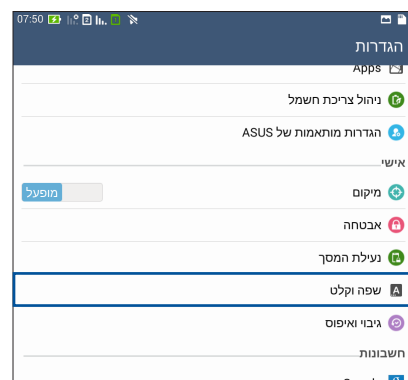 07:50
הגדרות
Apps
ניהול צריכת חשמל
הגדרות מותאמות של ASUS
אישי
מיקום
מופעל
אבטחה
נעילת המסך
שפה וקלט
גיבוי ואיפוס
חשבונות